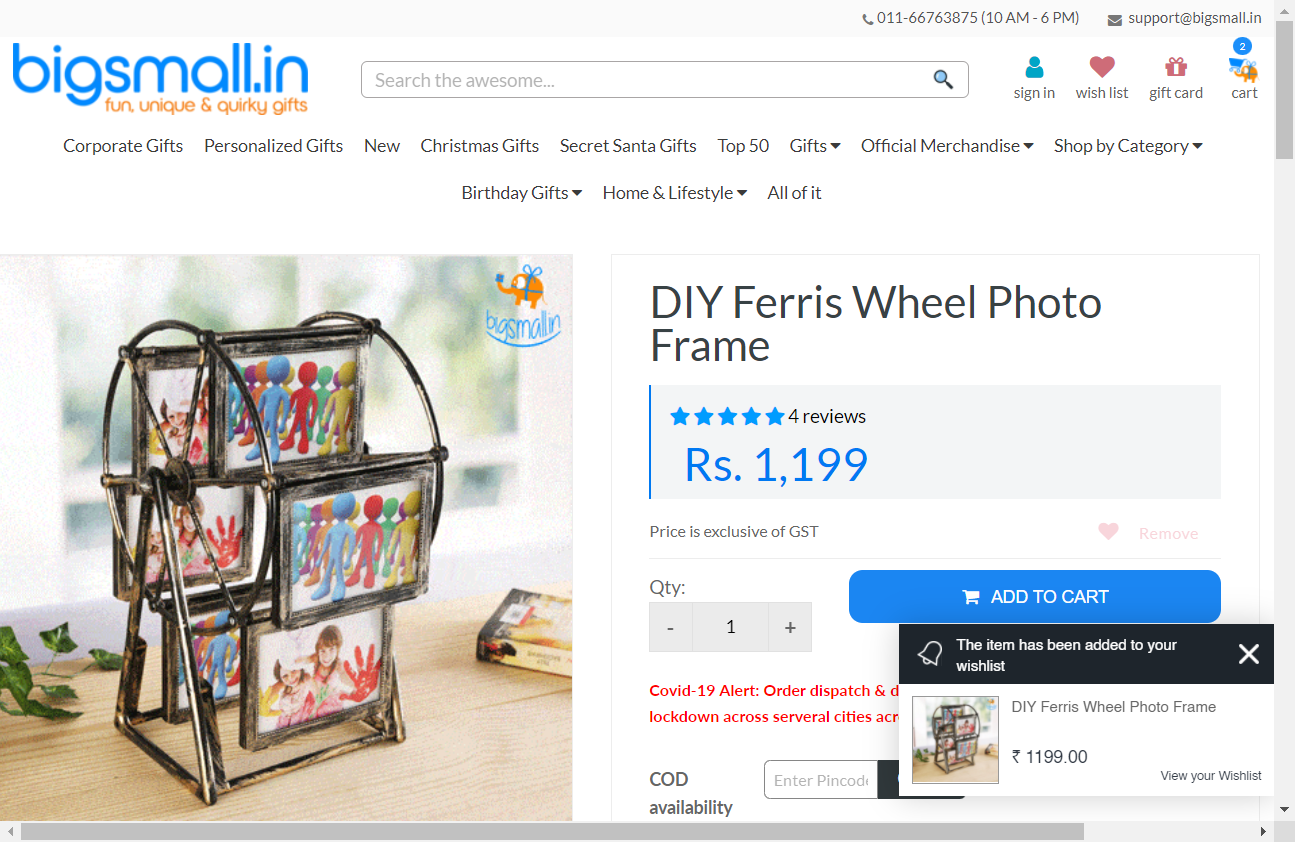 011-66763875 (10 AM - 6 PM) support@bigsmall.in
bigsmall.in
fun, unique & quirky gifts
Search the awesome...
2
sign in wish list gift card cart
Corporate Gifts Personalized Gifts New Christmas Gifts Secret Santa Gifts Top 50 Gifts Official Merchandise Shop by Category
Birthday Gifts Home & Lifestyle All of it
bigsmall.in
DIY Ferris Wheel Photo
Frame
4 reviews
Rs. 1,199
Price is exclusive of GST
Remove
Qty:
- 1 +
ADD TO CART
The item has been added to your
wishlist
Covid-19 Alert: Order dispatch & d
lockdown across serveral cities acr
DIY Ferris Wheel Photo Frame
₹ 1199.00
View your Wishlist
COD
availability
Enter Pincode